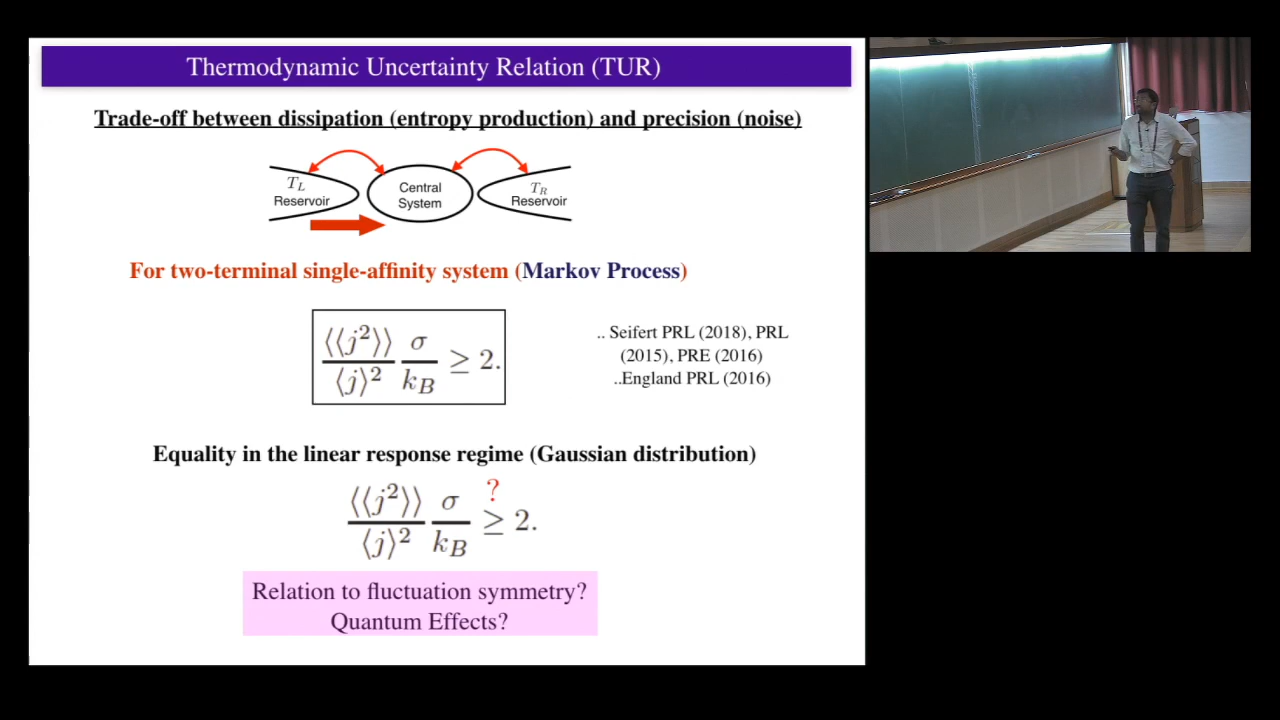 Thermodynamic Uncertainty Relation (TUR)
Trade-off between dissipation (entropy production) and precision (noise)
T_L
Reservoir
Central
System
T_R
Reservoir
For two-terminal single-affinity system (Markov Process)
⟨⟨j²⟩⟩/⟨j⟩² σ/k_B ≥ 2.
.. Seifert PRL (2018), PRL
(2015), PRE (2016)
..England PRL (2016)
Equality in the linear response regime (Gaussian distribution)
?
⟨⟨j²⟩⟩/⟨j⟩² σ/k_B ≥ 2.
Relation to fluctuation symmetry?
Quantum Effects?